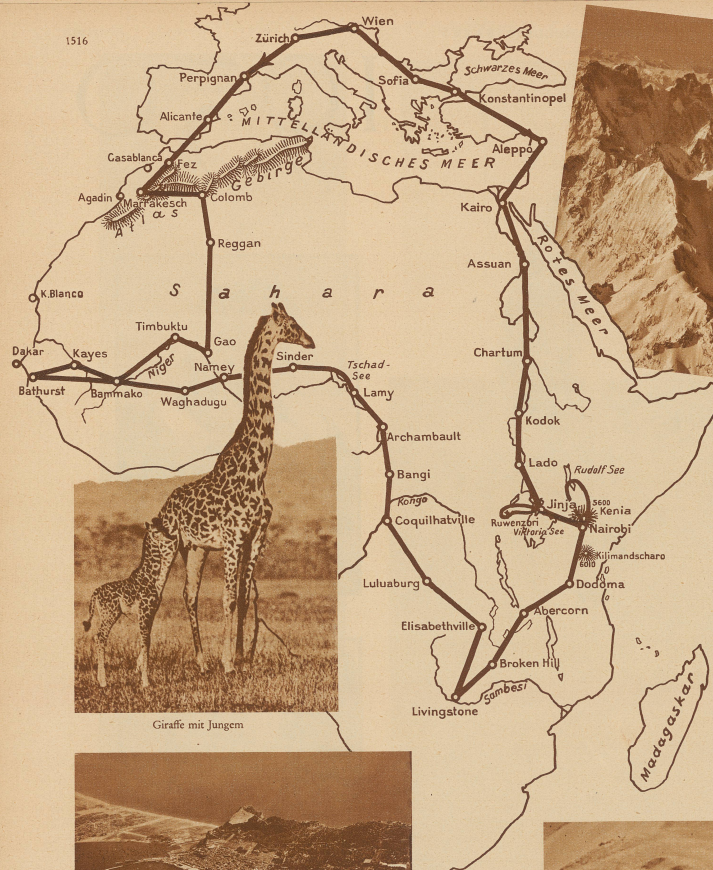 1516
Wien
Zürich
Perpignan
Sofia
Schwarzes Meer
Konstantinopel
Alicante
MITTELLÄNDISCHES MEER
Aleppo
Casablanca
Fez
Gebirge
Agadin
Marrakesch
Colomb
Atlas
Kairo
Reggan
Rotes Meer
Assuan
K.Blanco
Sahara
Timbuktu
Dakar
Kayes
Gao
Niger
Namey
Sinder
Tschad-
See
Chartum
Bathurst
Bammako
Waghadugu
Lamy
Kodok
Archambault
Lado
Rudolf See
Bangi
Kongo
Jinja
5600
Kenia
Coquilhatville
Ruwenzori
Viktoria See
Nairobi
Kilimandscharo
6010
Luluaburg
Dodoma
Abercorn
Elisabethville
Broken Hill
Sambesi
Livingstone
Madagaskar
Giraffe mit Jungem